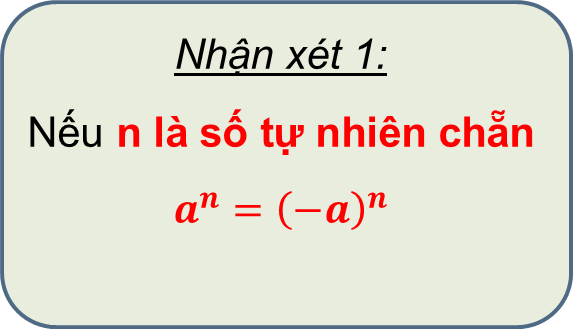 Nhận xét 1:
Nếu n là số tự nhiên chẵn
aⁿ = (−a)ⁿ